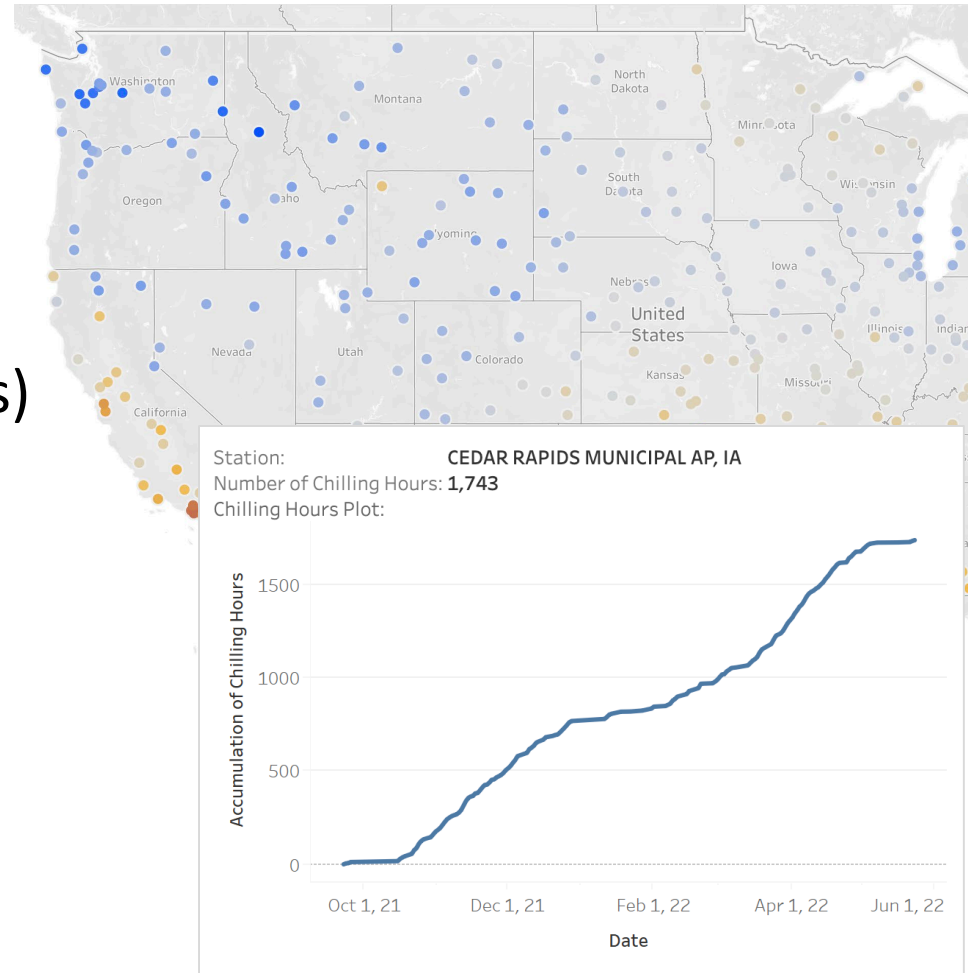 Washington
Montana
North
Dakota
Minnesota
Oregon
Idaho
Wyoming
South
Dakota
Wisconsin
Iowa
Nebraska
United
States
Nevada
Utah
Colorado
Kansas
Missouri
Illinois
Indian
California
s)
Station: CEDAR RAPIDS MUNICIPAL AP, IA
Number of Chilling Hours: 1,743
Chilling Hours Plot:
Accumulation of Chilling Hours
1500
1000
500
0
Oct 1, 21 Dec 1, 21 Feb 1, 22 Apr 1, 22 Jun 1, 22
Date